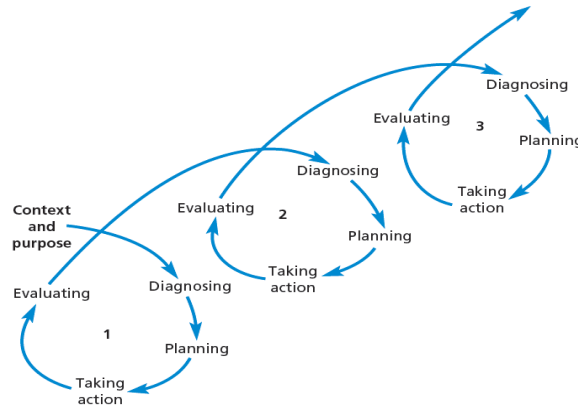 Diagnosing
Evaluating
3
Planning
Taking
action
Diagnosing
Evaluating
2
Planning
Taking
action
Context
and
purpose
Diagnosing
Evaluating
1
Planning
Taking
action